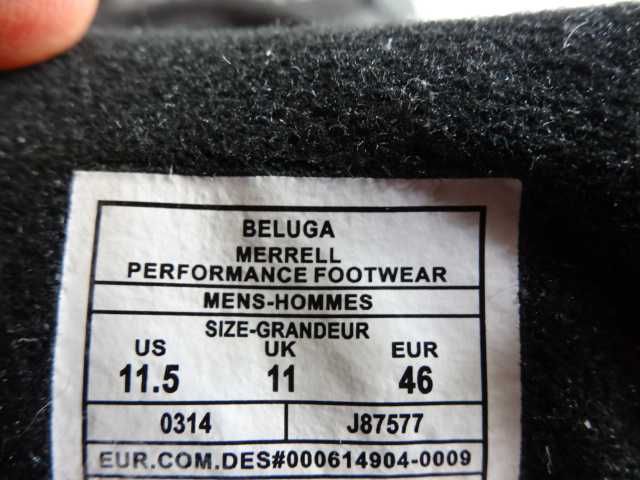 BELUGA
MERRELL
PERFORMANCE FOOTWEAR
MENS-HOMMES
SIZE-GRANDEUR
US UK EUR
11.5 11 46
0314 J87577
EUR.COM.DES#000614904-0009